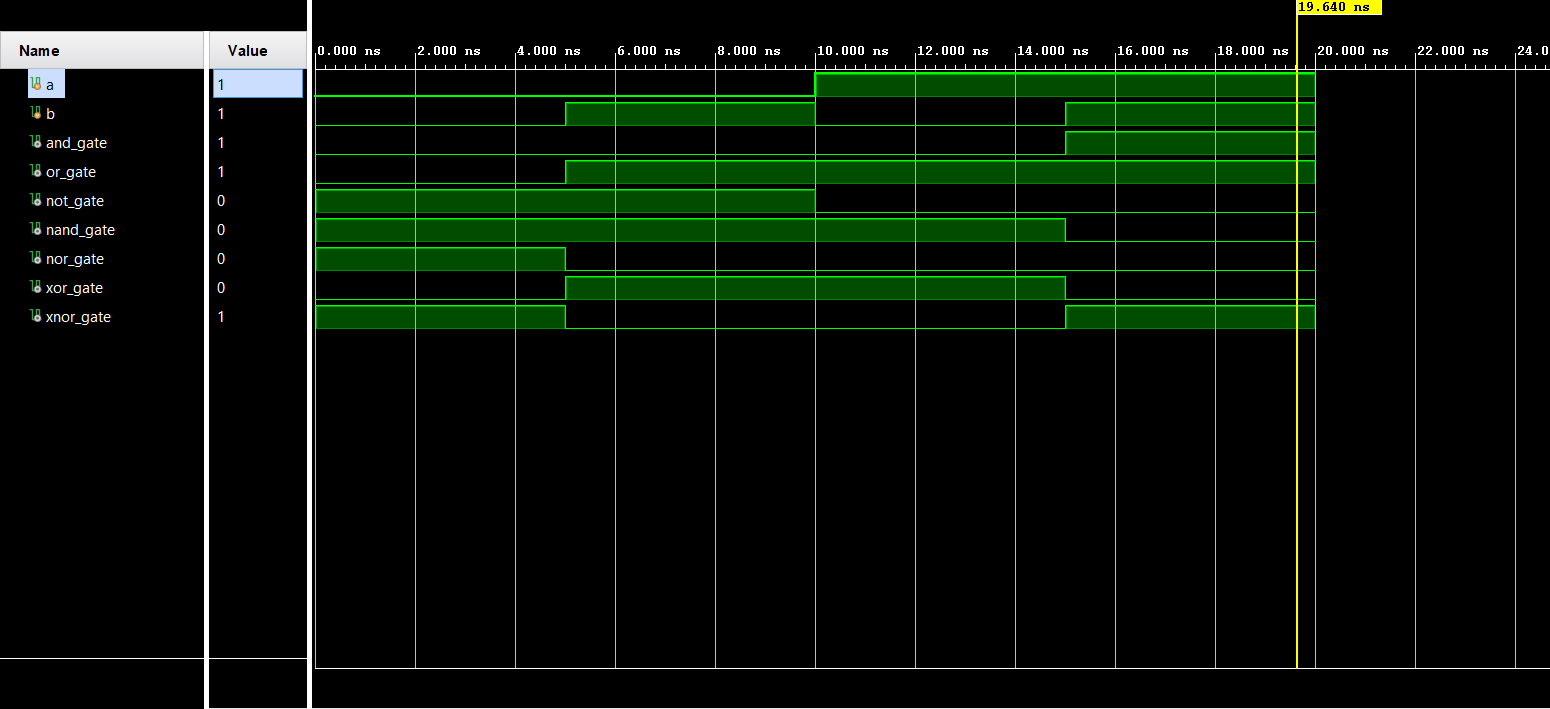 19.640 ns
Name Value
0.000 ns 2.000 ns 4.000 ns 6.000 ns 8.000 ns 10.000 ns 12.000 ns 14.000 ns 16.000 ns 18.000 ns 20.000 ns 22.000 ns 24.0
a 1
b 1
and_gate 1
or_gate 1
not_gate 0
nand_gate 0
nor_gate 0
xor_gate 0
xnor_gate 1